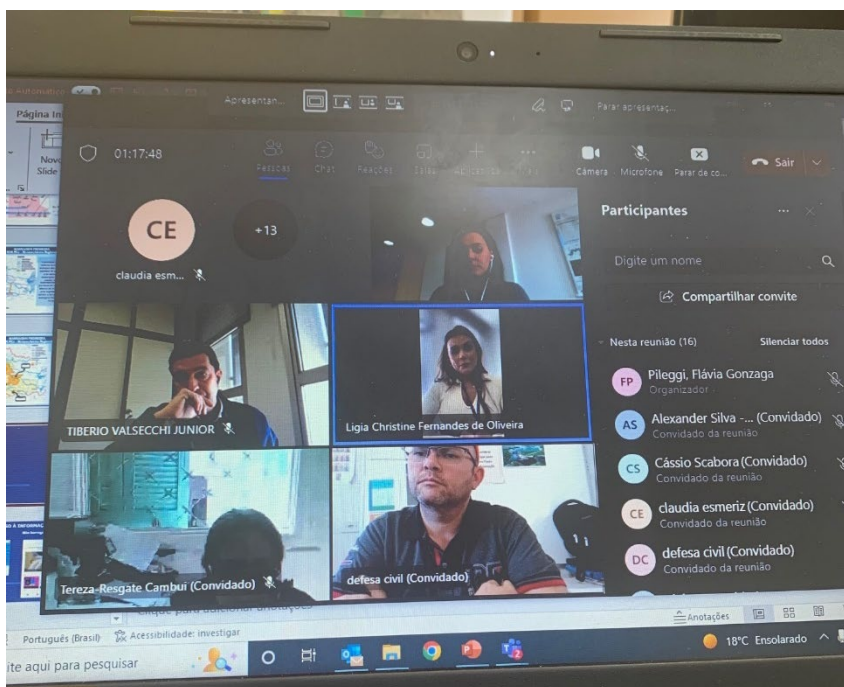 Apresentan...
Parar apresentaç...
Página In
Novo
Slide
01:17:48
Pessoas
Chat
Reações
Câmera
Microfone
Parar de co...
Sair
CE
claudia esm...
+13
TIBERIO VALSECCHI JUNIOR
Ligia Christine Fernandes de Oliveira
Tereza-Resgate Cambui (Convidado)
defesa civil (Convidado)
Participantes
Digite um nome
Compartilhar convite
Nesta reunião (16)
Silenciar todos
FP
Pileggi, Flávia Gonzaga
Organizador
AS
Alexander Silva -... (Convidado)
Convidado da reunião
CS
Cássio Scabora (Convidado)
Convidado da reunião
CE
claudia esmeriz (Convidado)
Convidado da reunião
DC
defesa civil (Convidado)
Convidado da reunião
Clique para adicionar anotações
Anotações
Português (Brasil)
Acessibilidade: investigar
ite aqui para pesquisar
18°C Ensolarado